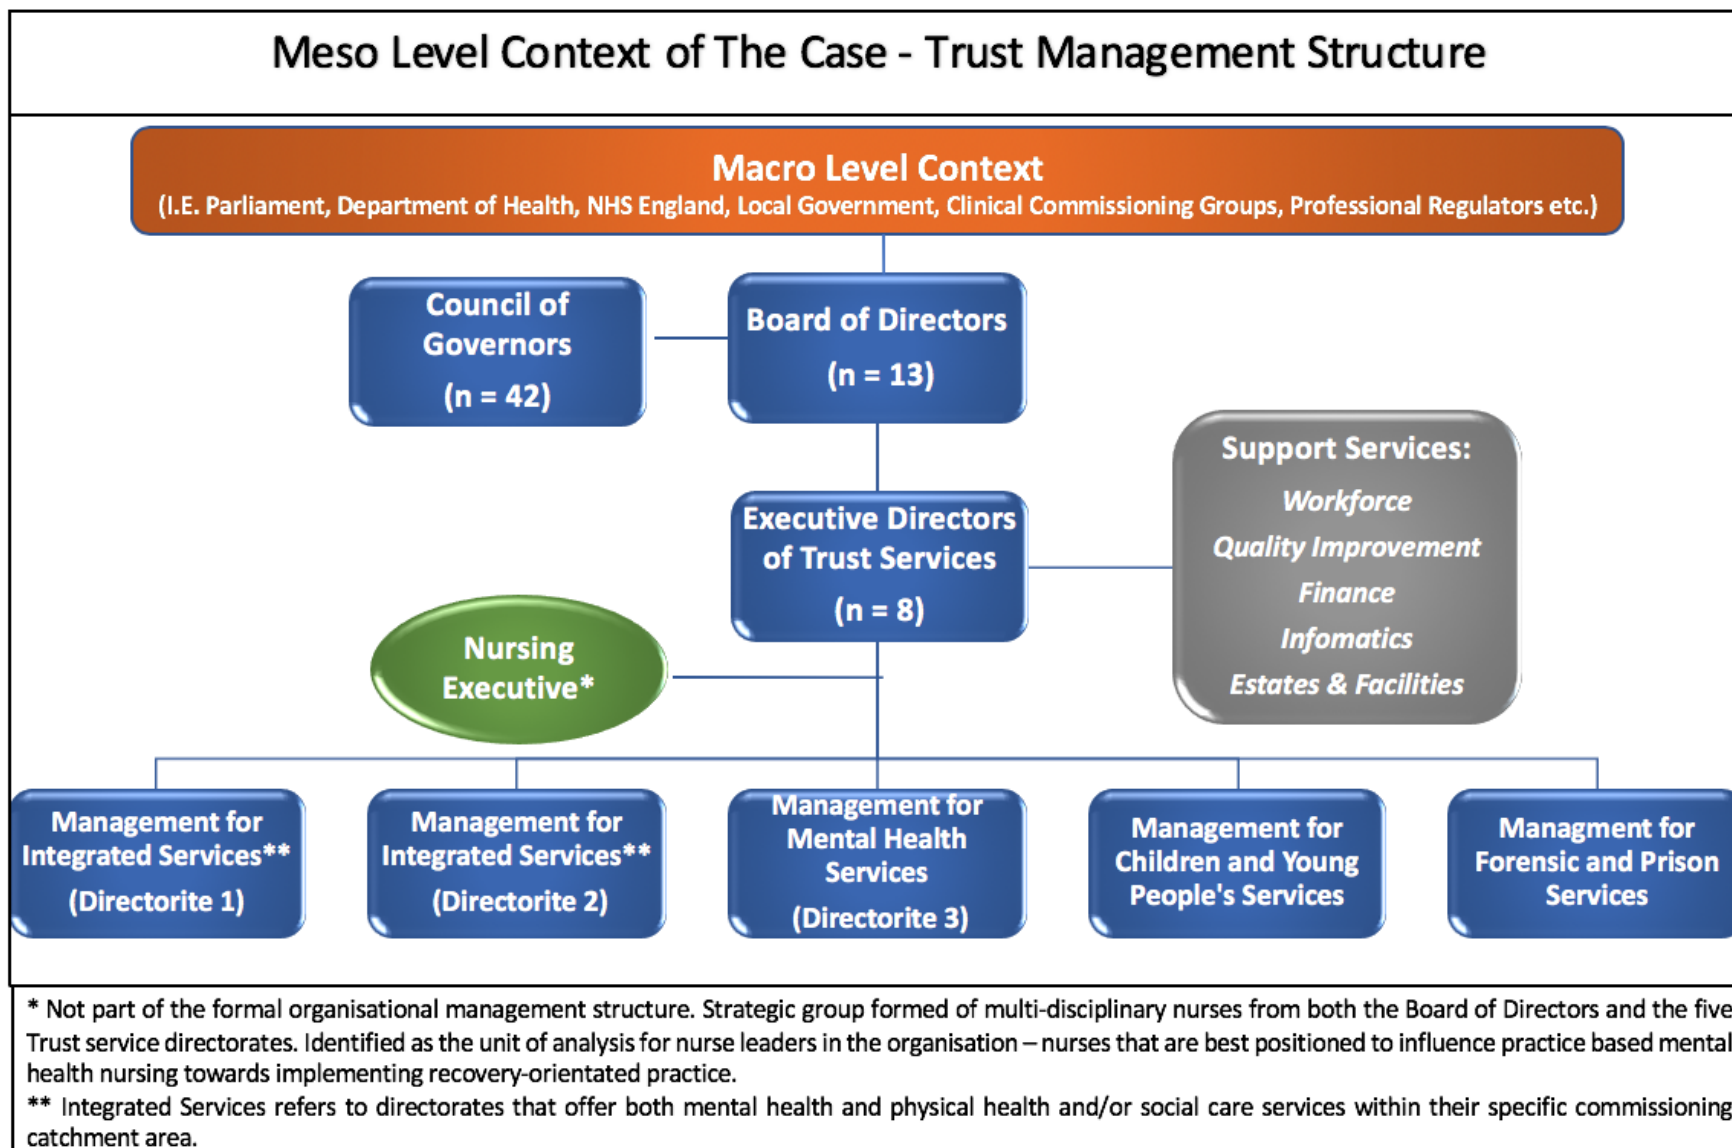 Meso Level Context of The Case - Trust Management Structure
Macro Level Context
(I.E. Parliament, Department of Health, NHS England, Local Government, Clinical Commissioning Groups, Professional Regulators etc.)
Council of
Governors
(n = 42)
Board of Directors
(n = 13)
Executive Directors
of Trust Services
(n = 8)
Support Services:
Workforce
Quality Improvement
Finance
Infomatics
Estates & Facilities
Nursing
Executive*
Management for
Integrated Services**
(Directorite 1)
Management for
Integrated Services**
(Directorite 2)
Management for
Mental Health
Services
(Directorite 3)
Management for
Children and Young
People's Services
Managment for
Forensic and Prison
Services
* Not part of the formal organisational management structure. Strategic group formed of multi-disciplinary nurses from both the Board of Directors and the five
Trust service directorates. Identified as the unit of analysis for nurse leaders in the organisation – nurses that are best positioned to influence practice based mental
health nursing towards implementing recovery-orientated practice.
** Integrated Services refers to directorates that offer both mental health and physical health and/or social care services within their specific commissioning
catchment area.